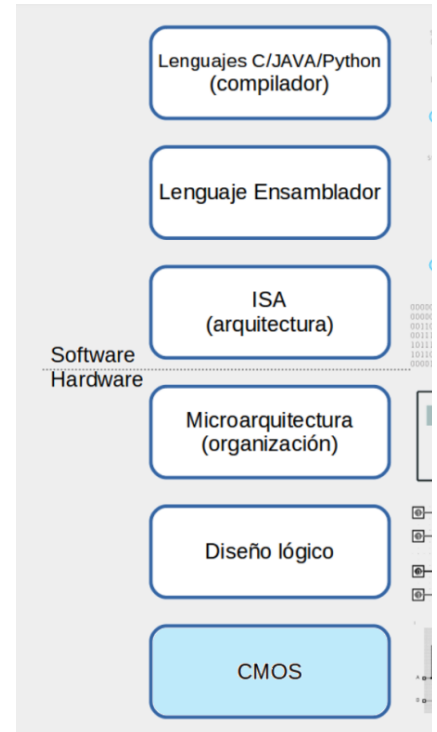 Lenguajes C/JAVA/Python
(compilador)
Lenguaje Ensamblador
ISA
(arquitectura)
Software
Hardware
Microarquitectura
(organización)
Diseño lógico
CMOS